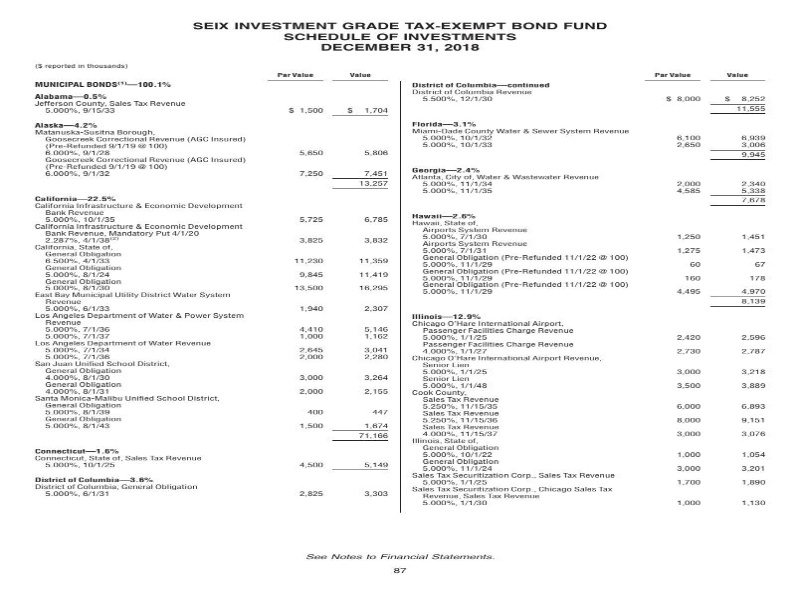 SEIX INVESTMENT GRADE TAX-EXEMPT BOND FUND
SCHEDULE OF INVESTMENTS
DECEMBER 31, 2018
($ reported in thousands)
Par Value Value
MUNICIPAL BONDS(1)—100.1%
Alabama—0.5%
Jefferson County, Sales Tax Revenue
5.000%, 9/15/33 $ 1,500 $ 1,704
Alaska—4.2%
Matanuska-Susitna Borough,
Goosecreek Correctional Revenue (AGC Insured)
(Pre-Refunded 9/1/19 @ 100)
6.000%, 9/1/28 5,650 5,806
Goosecreek Correctional Revenue (AGC Insured)
(Pre-Refunded 9/1/19 @ 100)
6.000%, 9/1/32 7,250 7,451
13,257
California—22.5%
California Infrastructure & Economic Development
Bank Revenue
5.000%, 10/1/35 5,725 6,785
California Infrastructure & Economic Development
Bank Revenue, Mandatory Put 4/1/20
2.287%, 4/1/38(2) 3,825 3,832
California, State of,
General Obligation
6.500%, 4/1/33 11,230 11,359
General Obligation
5.000%, 8/1/24 9,845 11,419
General Obligation
5.000%, 8/1/30 13,500 16,295
East Bay Municipal Utility District Water System
Revenue
5.000%, 6/1/33 1,940 2,307
Los Angeles Department of Water & Power System
Revenue
5.000%, 7/1/36 4,410 5,146
5.000%, 7/1/37 1,000 1,162
Los Angeles Department of Water Revenue
5.000%, 7/1/34 2,645 3,041
5.000%, 7/1/36 2,000 2,280
San Juan Unified School District,
General Obligation
4.000%, 8/1/30 3,000 3,264
General Obligation
4.000%, 8/1/31 2,000 2,155
Santa Monica-Malibu Unified School District,
General Obligation
5.000%, 8/1/39 400 447
General Obligation
5.000%, 8/1/43 1,500 1,674
71,166
Connecticut—1.6%
Connecticut, State of, Sales Tax Revenue
5.000%, 10/1/25 4,500 5,149
District of Columbia—3.6%
District of Columbia, General Obligation
5.000%, 6/1/31 2,825 3,303
Par Value Value
District of Columbia—continued
District of Columbia Revenue
5.500%, 12/1/30 $ 8,000 $ 8,252
11,555
Florida—3.1%
Miami-Dade County Water & Sewer System Revenue
5.000%, 10/1/32 6,100 6,939
5.000%, 10/1/33 2,650 3,006
9,945
Georgia—2.4%
Atlanta, City of, Water & Wastewater Revenue
5.000%, 11/1/34 2,000 2,340
5.000%, 11/1/35 4,585 5,338
7,678
Hawaii—2.6%
Hawaii, State of,
Airports System Revenue
5.000%, 7/1/30 1,250 1,451
Airports System Revenue
5.000%, 7/1/31 1,275 1,473
General Obligation (Pre-Refunded 11/1/22 @ 100)
5.000%, 11/1/29 60 67
General Obligation (Pre-Refunded 11/1/22 @ 100)
5.000%, 11/1/29 160 178
General Obligation (Pre-Refunded 11/1/22 @ 100)
5.000%, 11/1/29 4,495 4,970
8,139
Illinois—12.9%
Chicago O'Hare International Airport,
Passenger Facilities Charge Revenue
5.000%, 1/1/25 2,420 2,596
Passenger Facilities Charge Revenue
4.000%, 1/1/27 2,730 2,787
Chicago O'Hare International Airport Revenue,
Senior Lien
5.000%, 1/1/25 3,000 3,218
Senior Lien
5.000%, 1/1/48 3,500 3,889
Cook County,
Sales Tax Revenue
5.250%, 11/15/35 6,000 6,893
Sales Tax Revenue
5.250%, 11/15/36 8,000 9,151
Sales Tax Revenue
4.000%, 11/15/37 3,000 3,076
Illinois, State of,
General Obligation
5.000%, 10/1/22 1,000 1,054
General Obligation
5.000%, 11/1/24 3,000 3,201
Sales Tax Securitization Corp., Sales Tax Revenue
5.000%, 1/1/25 1,700 1,890
Sales Tax Securitization Corp., Chicago Sales Tax
Revenue, Sales Tax Revenue
5.000%, 1/1/30 1,000 1,130
See Notes to Financial Statements.
87